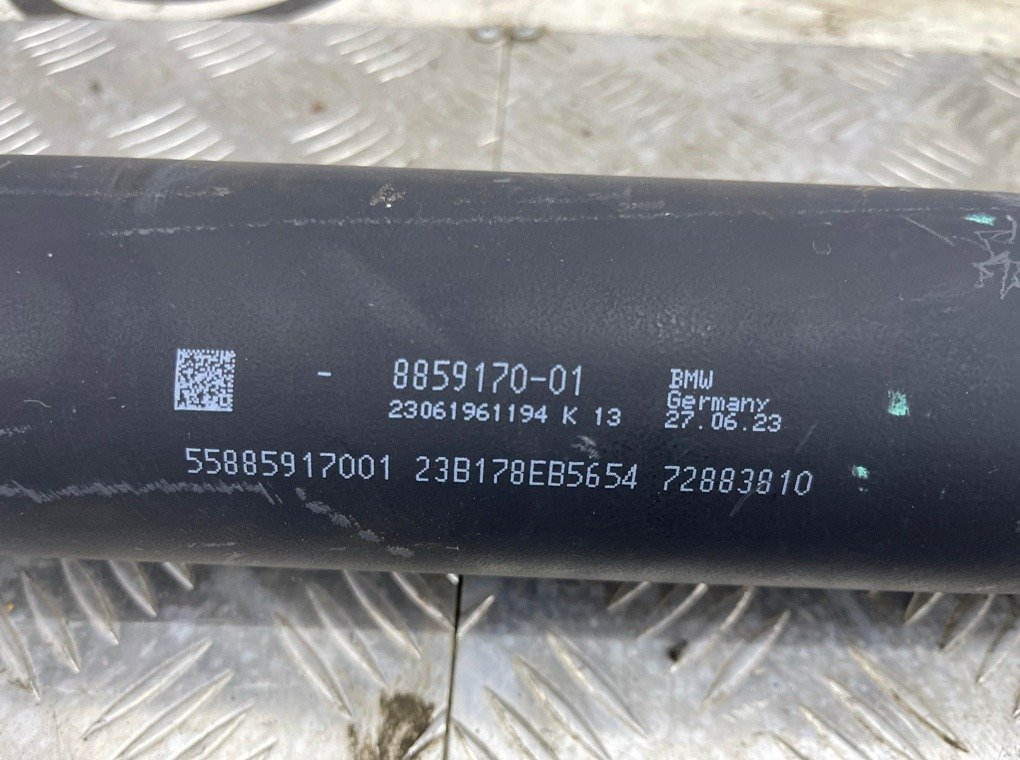 - 8859170-01
23061961194 K 13
BMW
Germany
27.06.23
55885917001 23B178EB5654 72883810